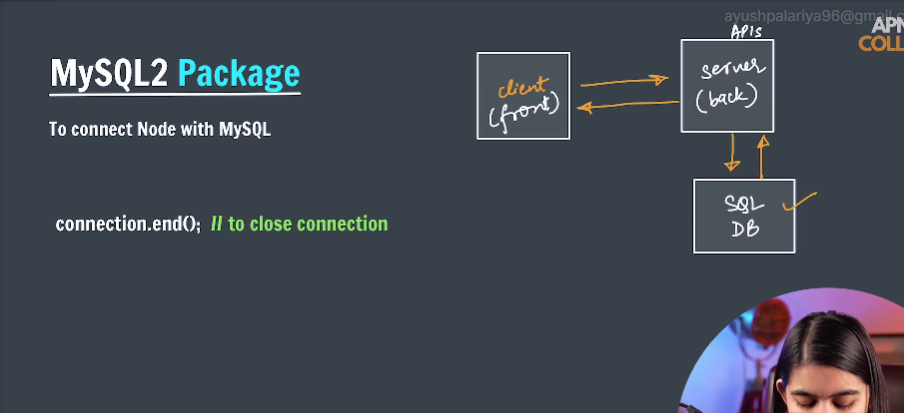 ayushpalariya96@gmail.c
APN
COLL
MySQL2 Package
To connect Node with MySQL
connection.end(); // to close connection
APIs
client
(front)
server
(back)
SQL
DB